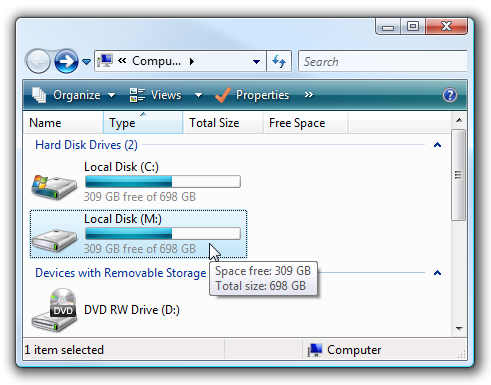 « Compu...
Search
Organize Views Properties »
Name Type Total Size Free Space
Hard Disk Drives (2)
Local Disk (C:)
309 GB free of 698 GB
Local Disk (M:)
309 GB free of 698 GB
Space free: 309 GB
Total size: 698 GB
Devices with Removable Storage
DVD
DVD RW Drive (D:)
1 item selected
Computer